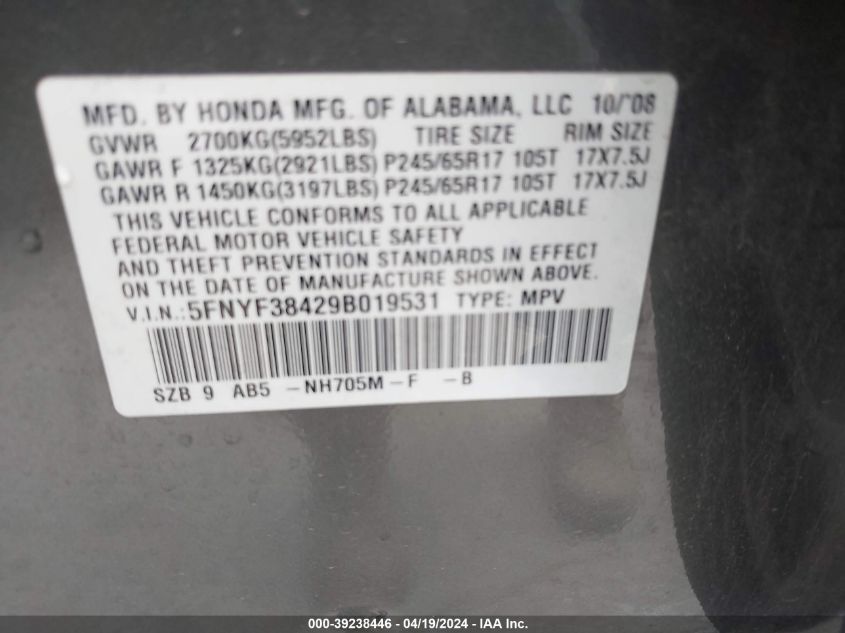 MFD. BY HONDA MFG. OF ALABAMA, LLC 10/'08
GVWR 2700KG(5952LBS) TIRE SIZE RIM SIZE
GAWR F 1325KG(2921LBS) P245/65R17 105T 17X7.5J
GAWR R 1450KG(3197LBS) P245/65R17 105T 17X7.5J
THIS VEHICLE CONFORMS TO ALL APPLICABLE
FEDERAL MOTOR VEHICLE SAFETY
AND THEFT PREVENTION STANDARDS IN EFFECT
ON THE DATE OF MANUFACTURE SHOWN ABOVE.
V.I.N.:5FNYF38429B019531 TYPE: MPV
SZB 9 AB5 -NH705M-F -B
000-39238446 - 04/19/2024 - IAA Inc.